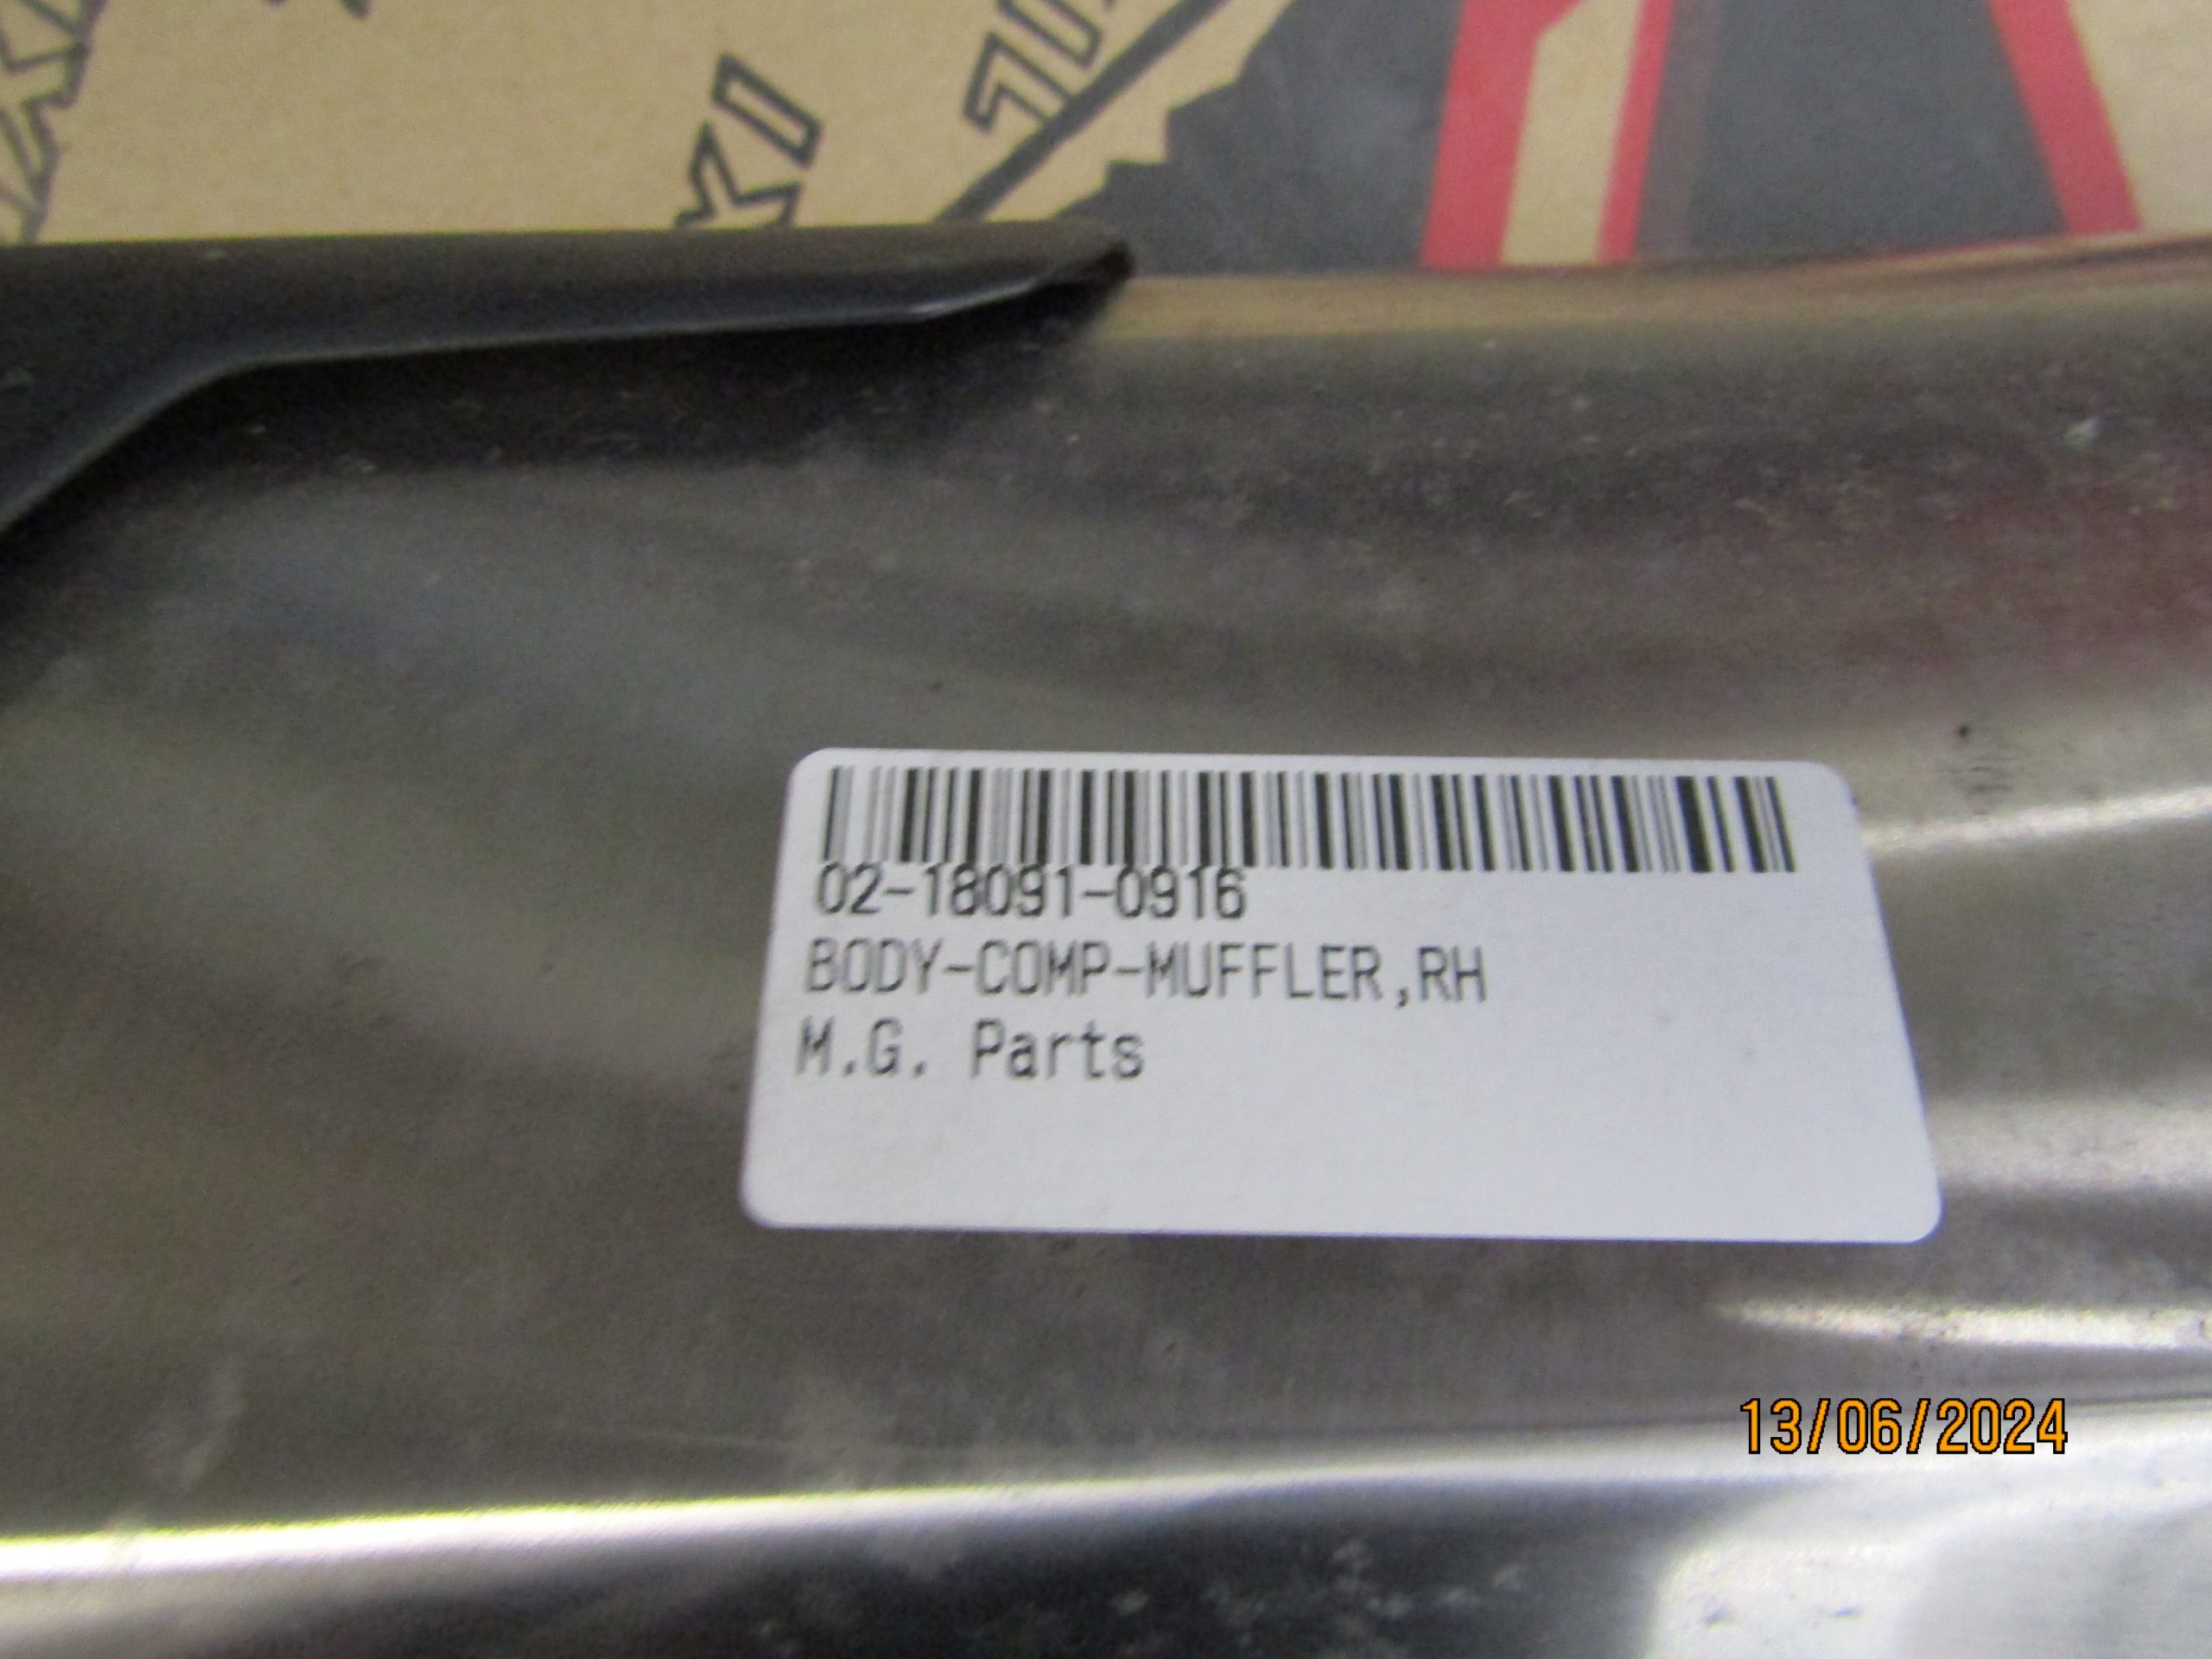 02-18091-0916
BODY-COMP-MUFFLER,RH
M.G. Parts
13/06/2024